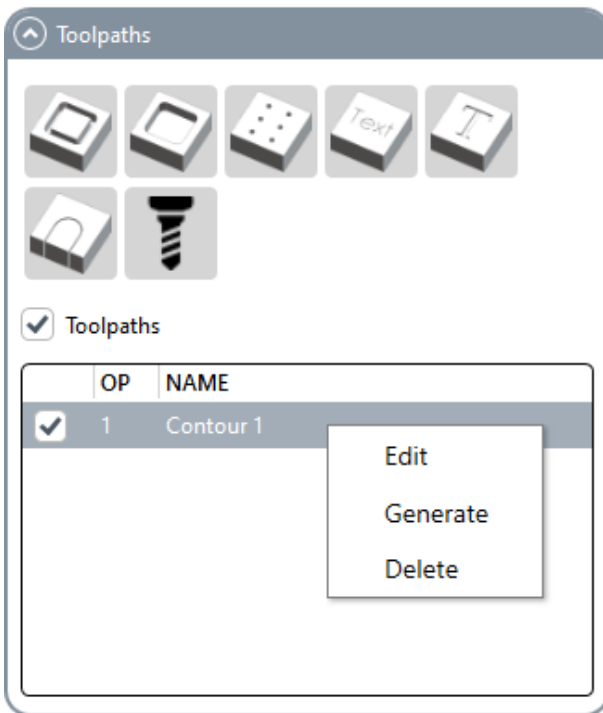 Toolpaths
Text T
Toolpaths
OP NAME
1 Contour 1
Edit
Generate
Delete